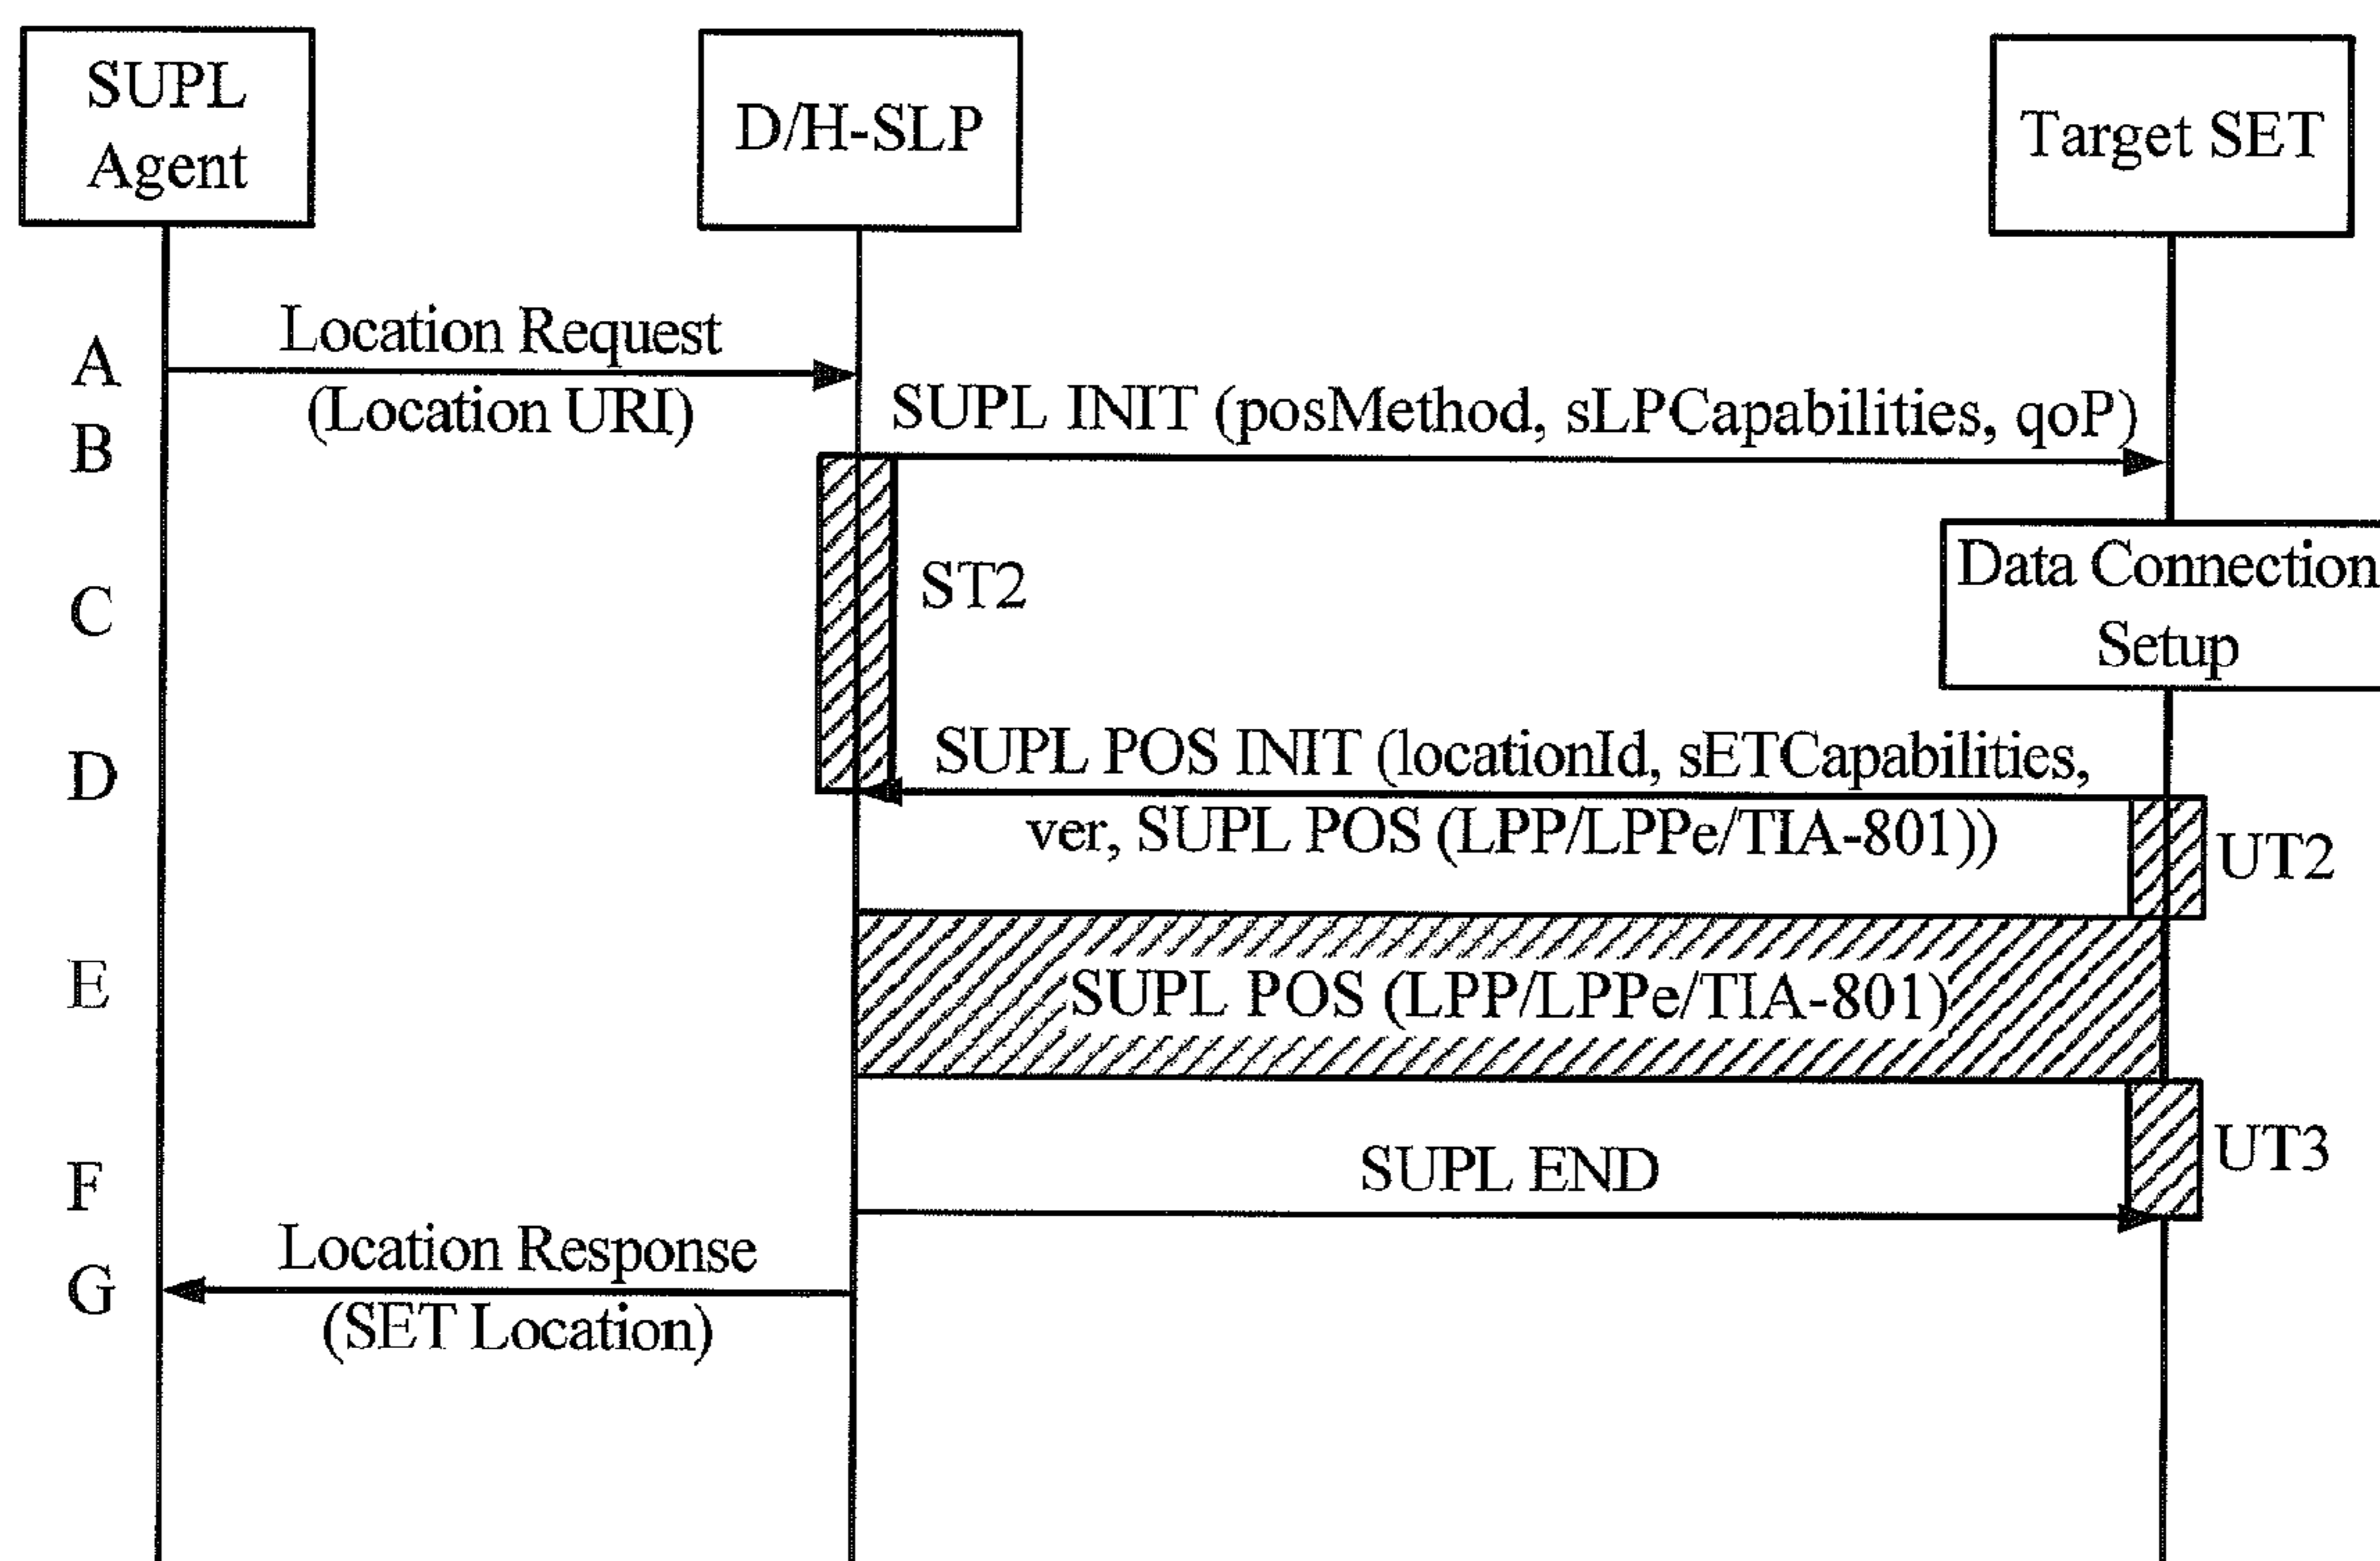 SUPL
Agent
D/H-SLP
Target SET
A
Location Request
(Location URI)
B
SUPL INIT (posMethod, sLPCapabilities, qoP)
C
ST2
Data Connection
Setup
D
SUPL POS INIT (locationId, sETCapabilities,
ver, SUPL POS (LPP/LPPe/TIA-801))
UT2
E
SUPL POS (LPP/LPPe/TIA-801)
UT3
F
SUPL END
G
Location Response
(SET Location)